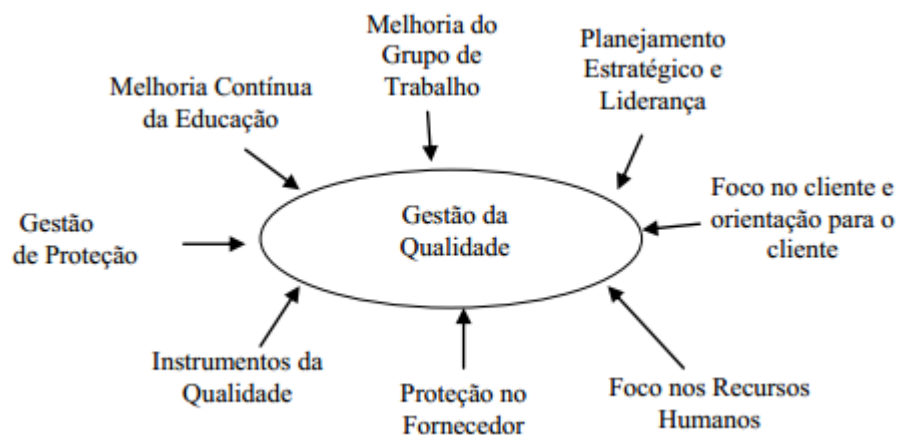 Melhoria do
Grupo de
Trabalho
Planejamento
Estratégico e
Liderança
Melhoria Contínua
da Educação
Foco no cliente e
orientação para o
cliente
Gestão
de Proteção
Gestão da
Qualidade
Instrumentos da
Qualidade
Proteção no
Fornecedor
Foco nos Recursos
Humanos